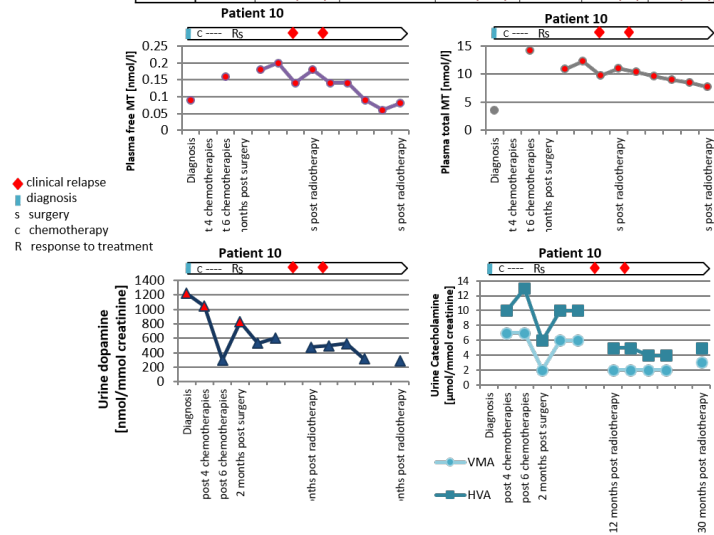 Patient 10
c ---- Rs
Plasma free MT [nmol/l]
0.25
0.2
0.15
0.1
0.05
0
Diagnosis
t 4 chemotherapies
t 6 chemotherapies
onths post surgery
s post radiotherapy
s post radiotherapy
Patient 10
c ---- Rs
Plasma total MT [nmol/l]
15
10
5
0
Diagnosis
t 4 chemotherapies
t 6 chemotherapies
onths post surgery
s post radiotherapy
s post radiotherapy
clinical relapse
diagnosis
s surgery
c chemotherapy
R response to treatment
Patient 10
c ---- Rs
Urine dopamine
[nmol/mmol creatinine]
1400
1200
1000
800
600
400
200
0
Diagnosis
post 4 chemotherapies
post 6 chemotherapies
2 months post surgery
nths post radiotherapy
nths post radiotherapy
Patient 10
c ---- Rs
Urine Catecholamine
[µmol/mmol creatinine]
14
12
10
8
6
4
2
0
Diagnosis
post 4 chemotherapies
post 6 chemotherapies
2 months post surgery
12 months post radiotherapy
30 months post radiotherapy
VMA
HVA